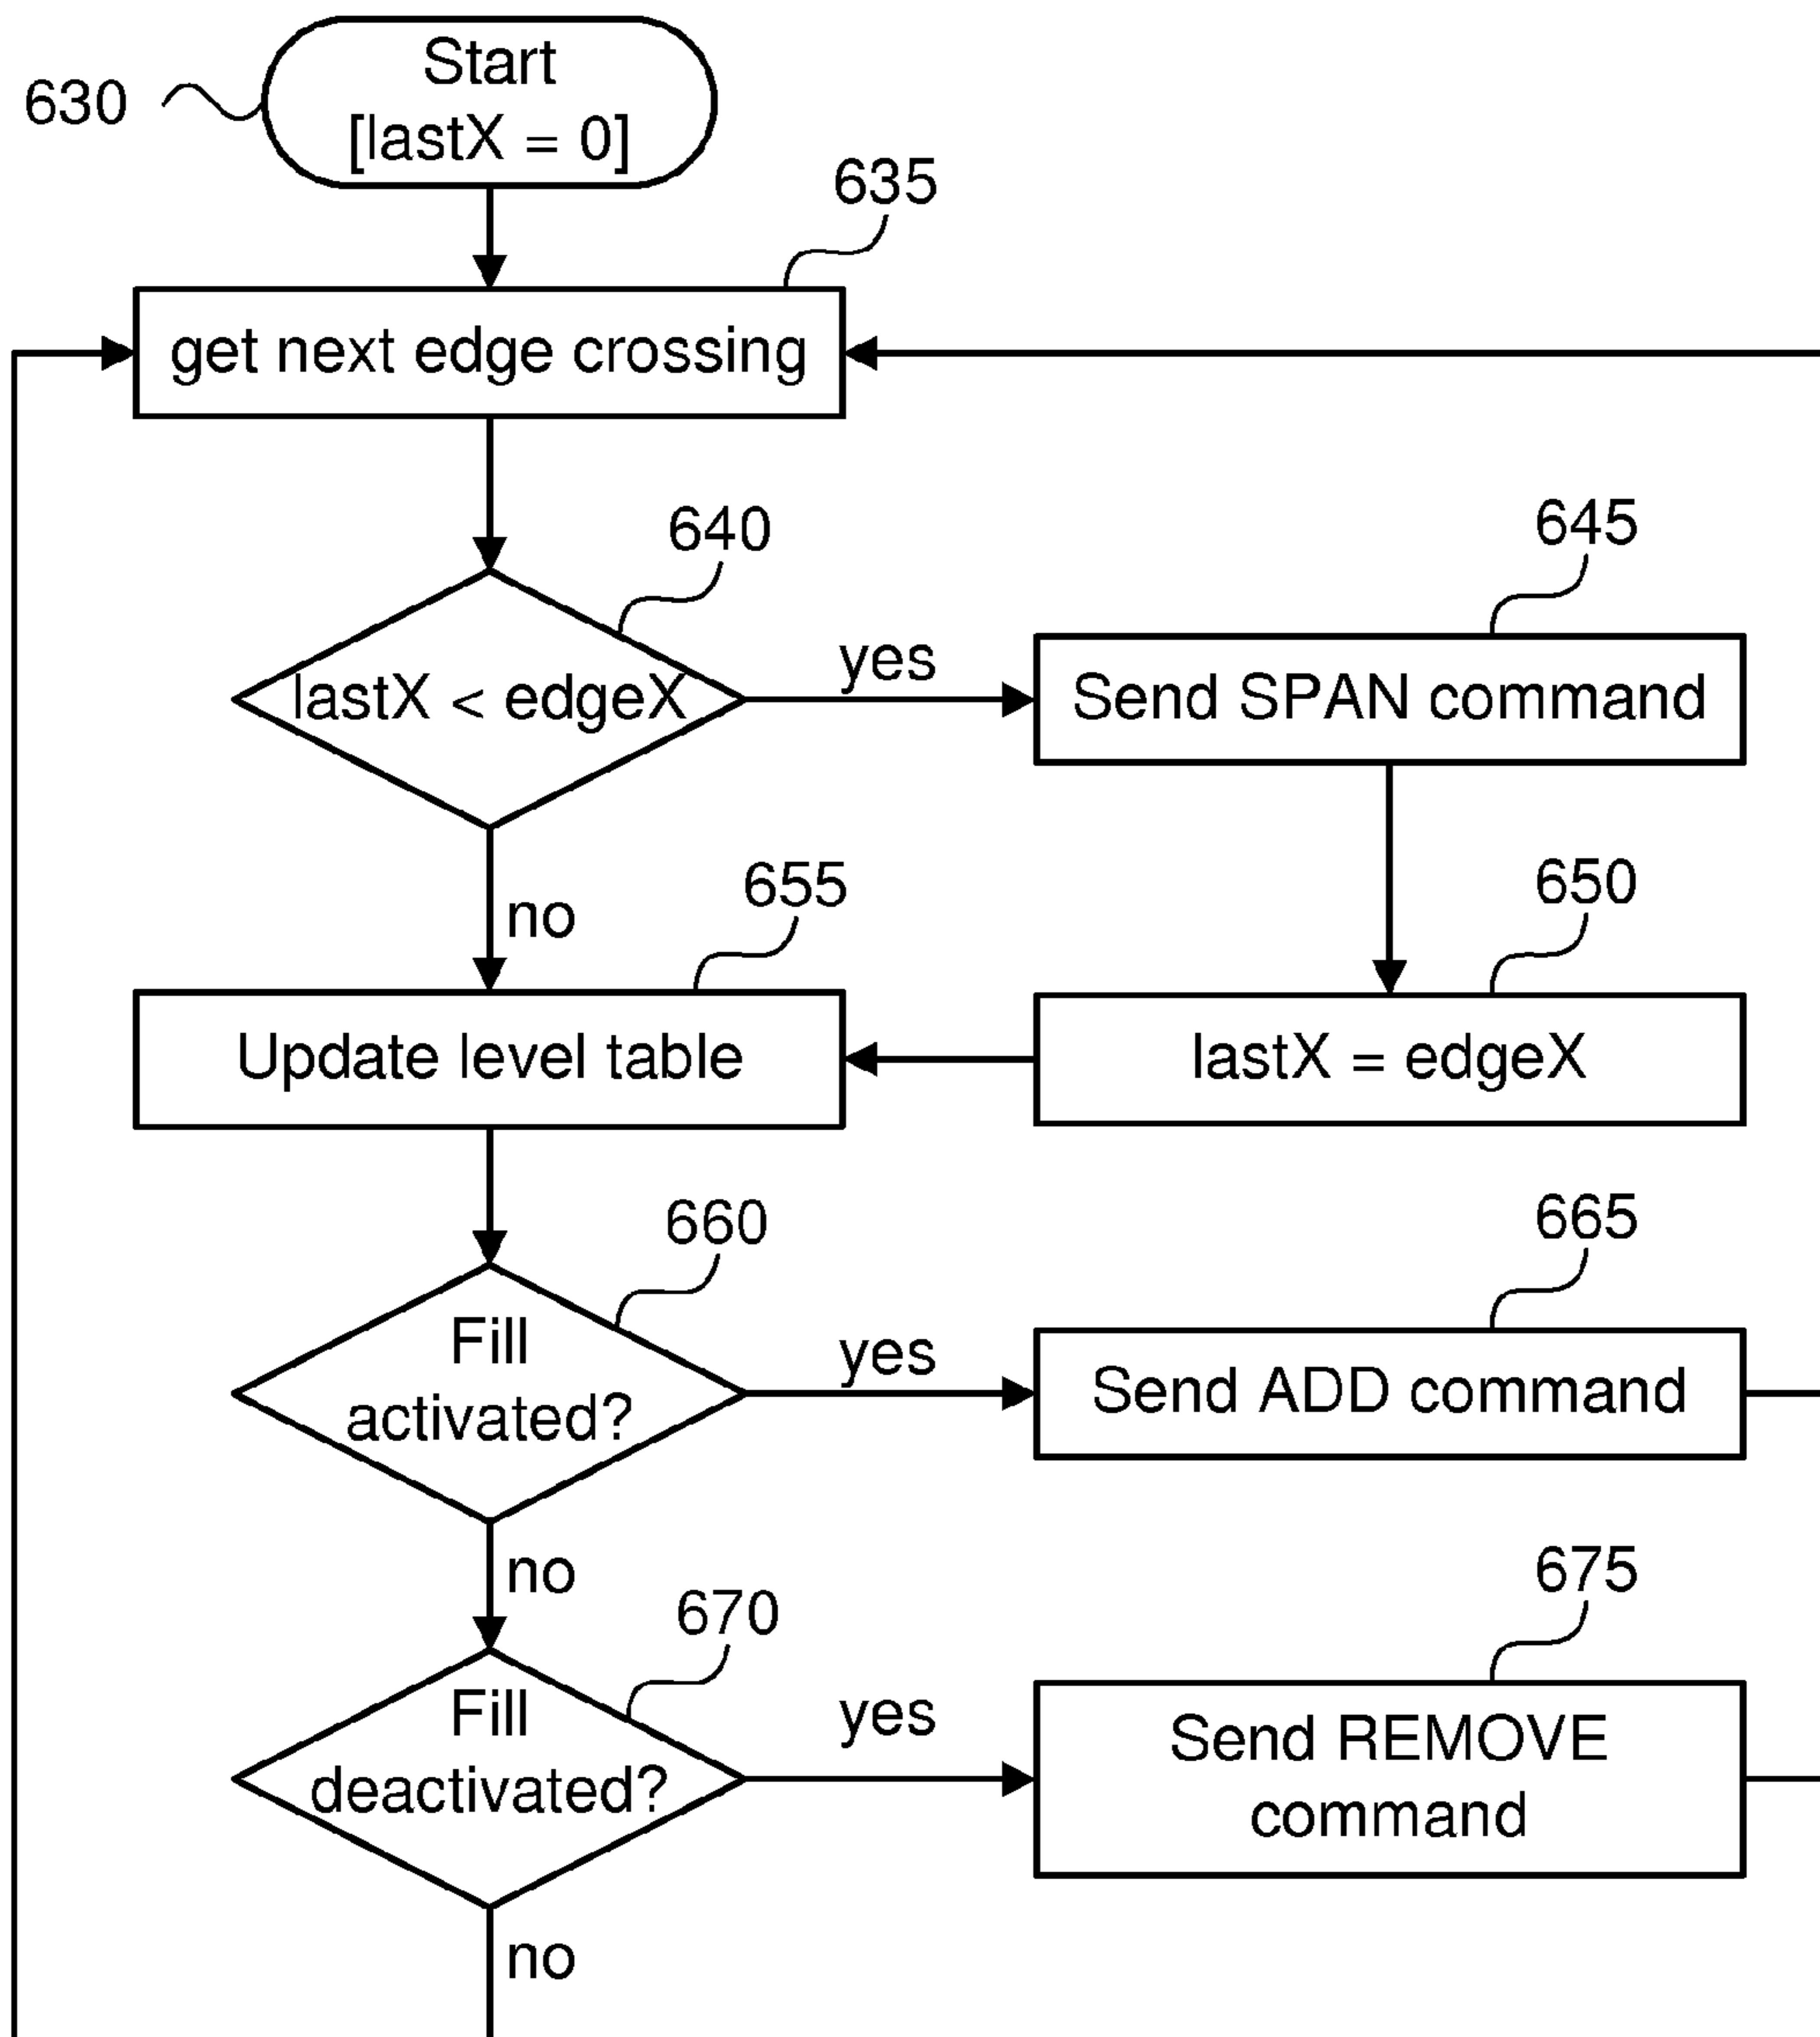 Start
[lastX = 0]
630
635
get next edge crossing
640
645
lastX < edgeX
yes
Send SPAN command
no
655
650
Update level table
lastX = edgeX
660
665
Fill
activated?
yes
Send ADD command
no
670
675
Fill
deactivated?
yes
Send REMOVE
command
no